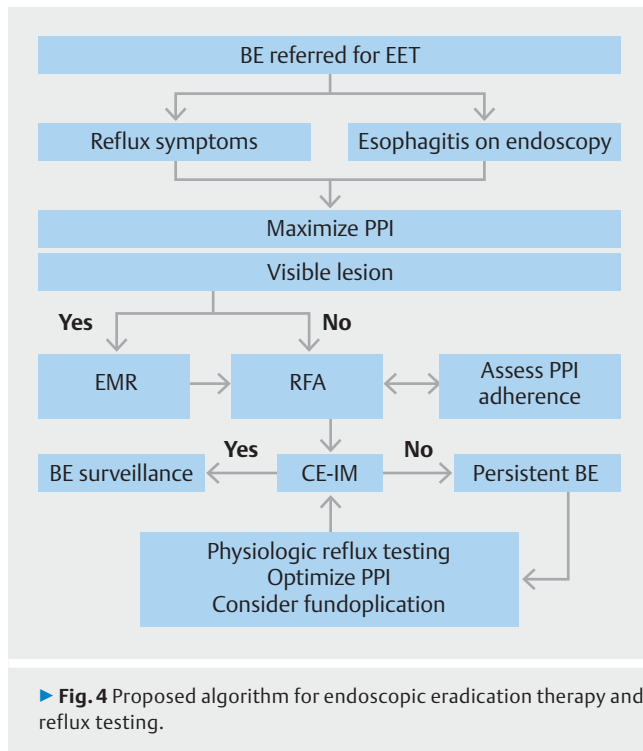 BE referred for EET
Reflux symptoms
Esophagitis on endoscopy
Maximize PPI
Visible lesion
Yes
No
EMR
RFA
Assess PPI
adherence
Yes
No
BE surveillance
CE-IM
Persistent BE
Physiologic reflux testing
Optimize PPI
Consider fundoplication
▶ Fig. 4 Proposed algorithm for endoscopic eradication therapy and
reflux testing.